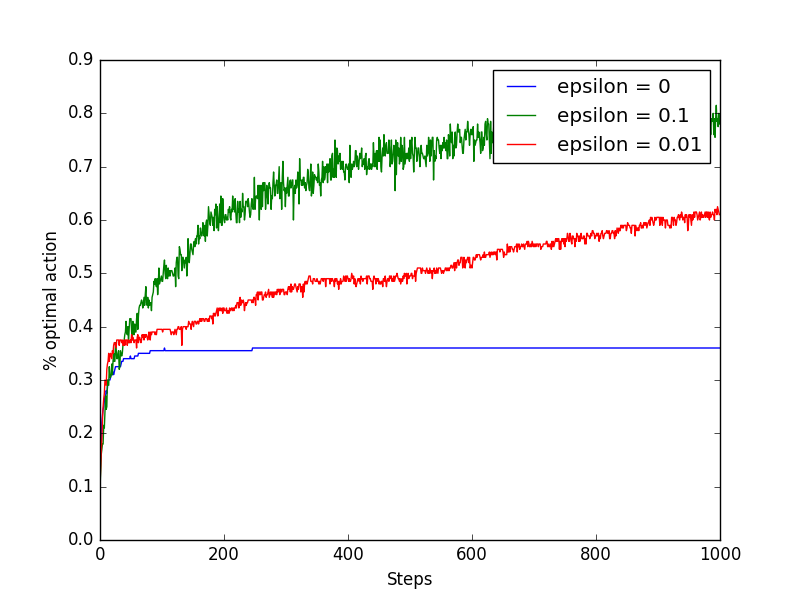 0.9
0.8
0.7
0.6
0.5
0.4
0.3
0.2
0.1
0.0
% optimal action
epsilon = 0
epsilon = 0.1
epsilon = 0.01
0 200 400 600 800 1000
Steps